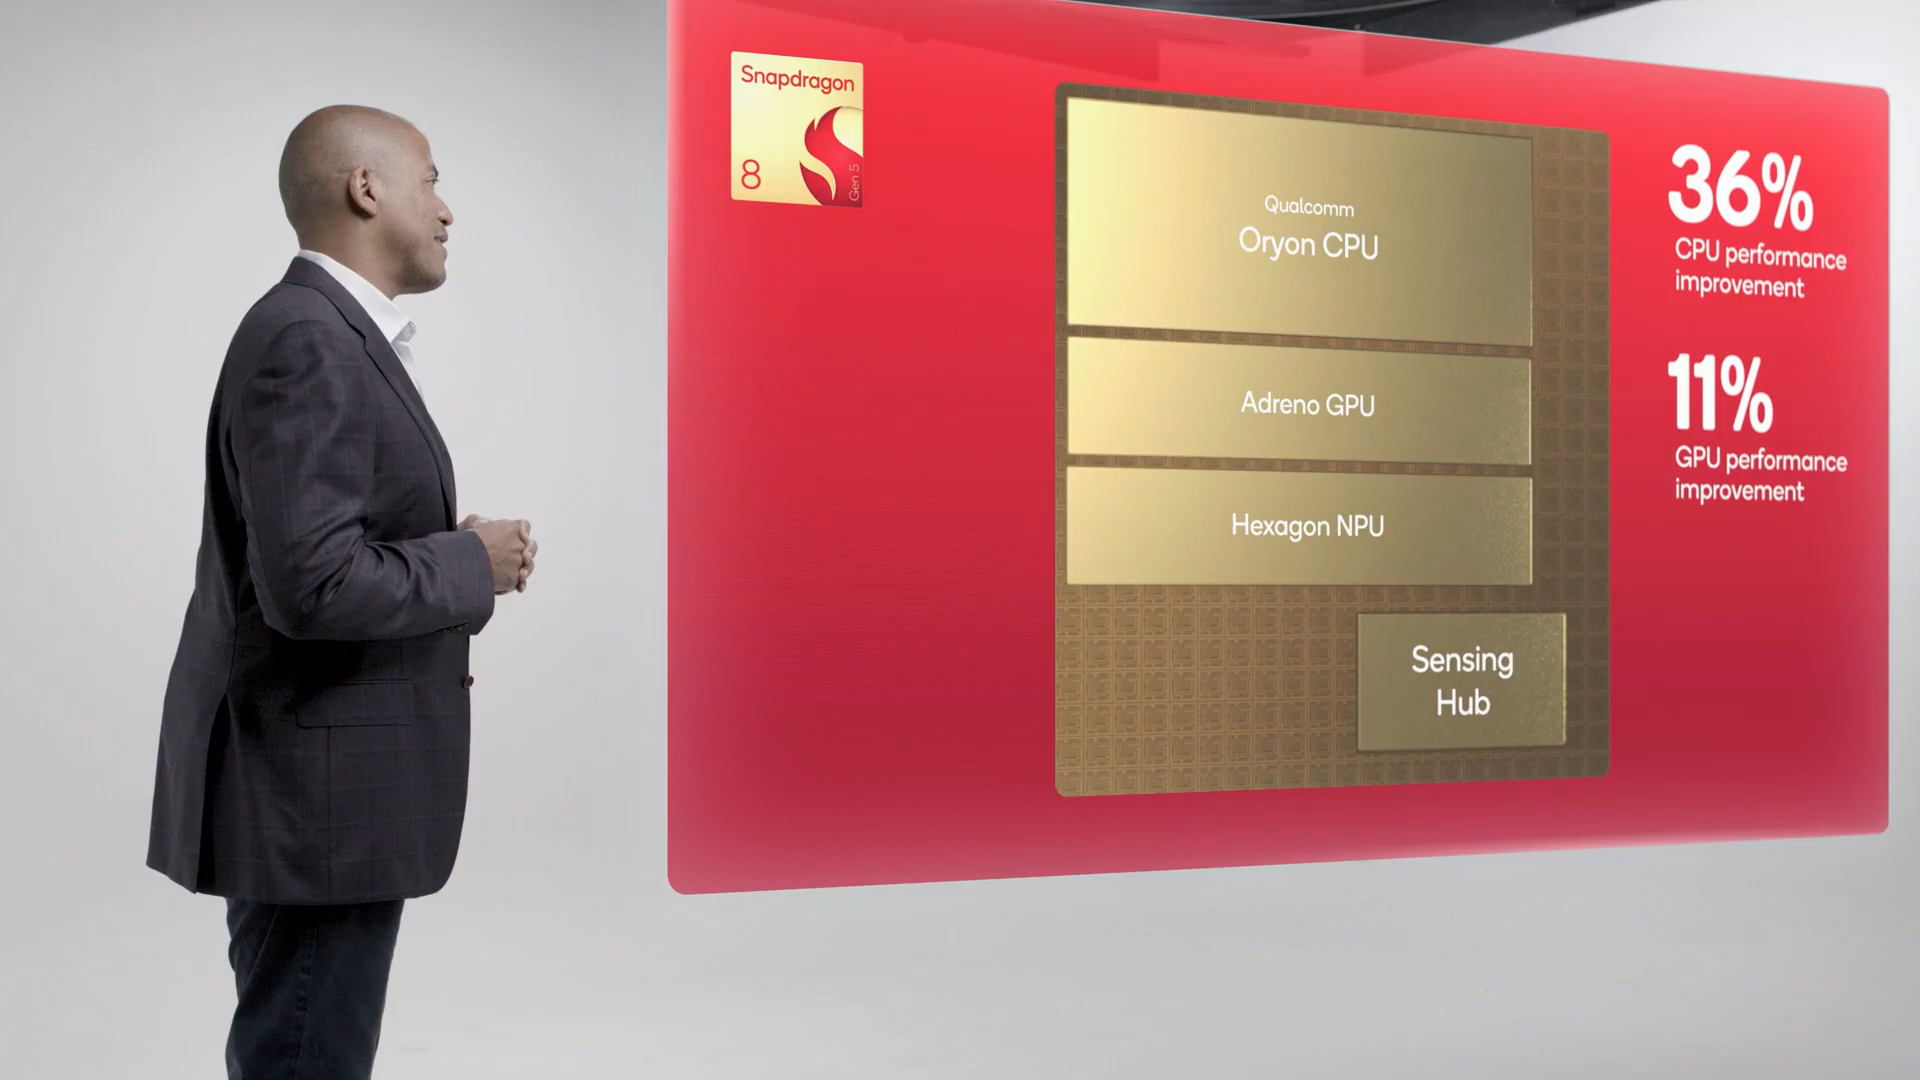 Snapdragon
8
Gen 5
Qualcomm
Oryon CPU
Adreno GPU
Hexagon NPU
Sensing
Hub
36%
CPU performance
improvement
11%
GPU performance
improvement